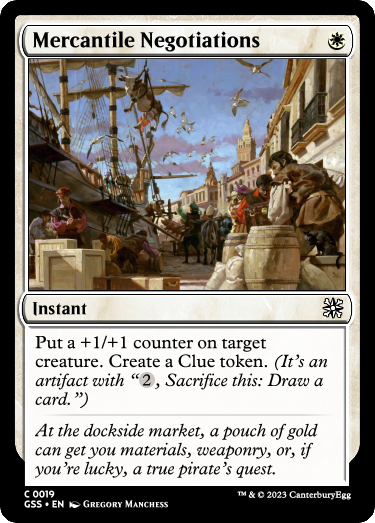 Mercantile Negotiations
Instant
Put a +1/+1 counter on target
creature. Create a Clue token. (It's an
artifact with “2, Sacrifice this: Draw a
card.”)
At the dockside market, a pouch of gold
can get you materials, weaponry, or, if
you're lucky, a true pirate's quest.
C 0019
GSS • EN Gregory Manchess
™ & © 2023 CanterburyEgg